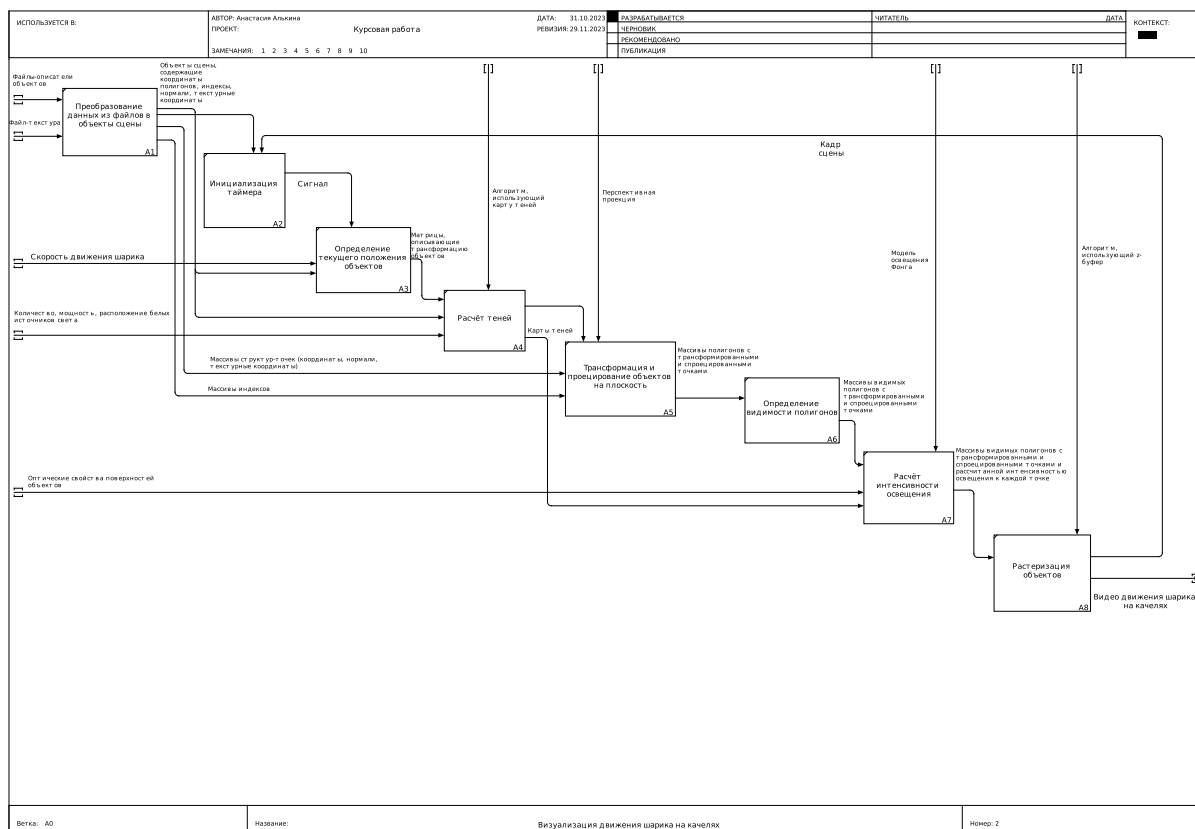 ИСПОЛЬЗУЕТСЯ В:
АВТОР: Анастасия Алькина
ДАТА: 31.10.2023
ПРОЕКТ: Курсовая работа
РЕВИЗИЯ: 29.11.2023
ЗАМЕЧАНИЯ: 1 2 3 4 5 6 7 8 9 10
РАЗРАБАТЫВАЕТСЯ
ЧЕРНОВИК
РЕКОМЕНДОВАНО
ПУБЛИКАЦИЯ
ЧИТАТЕЛЬ
ДАТА
КОНТЕКСТ:
Файлы-описатели
объектов
Файл-текстура
Преобразование
данных из файлов в
объекты сцены
A1
Объекты сцены,
содержащие
координаты
полигонов, индексы,
нормали, текстурные
координаты
Инициализация
таймера
A2
Сигнал
Кадр
сцены
Алгоритм,
использующий
карту теней
Перспективная
проекция
Модель
освещения
Фонга
Алгоритм,
использующий z-
буфер
Скорость движения шарика
Определение
текущего положения
объектов
A3
Матрицы,
описывающие
трансформацию
объектов
Количество, мощность, расположение белых
источников света
Расчёт теней
A4
Карты теней
Массивы структур-точек (координаты, нормали,
текстурные координаты)
Массивы индексов
Трансформация и
проецирование объектов
на плоскость
A5
Массивы полигонов с
трансформированными
и спроецированными
точками
Определение
видимости полигонов
A6
Массивы видимых
полигонов с
трансформированными
и спроецированными
точками
Оптические свойства поверхностей
объектов
Расчёт
интенсивности
освещения
A7
Массивы видимых полигонов с
трансформированными и
спроецированными точками и
рассчитанной интенсивностью
освещения к каждой точке
Растеризация
объектов
A8
Видео движения шарика
на качелях
Ветка: A0
Название:
Визуализация движения шарика на качелях
Номер: 2